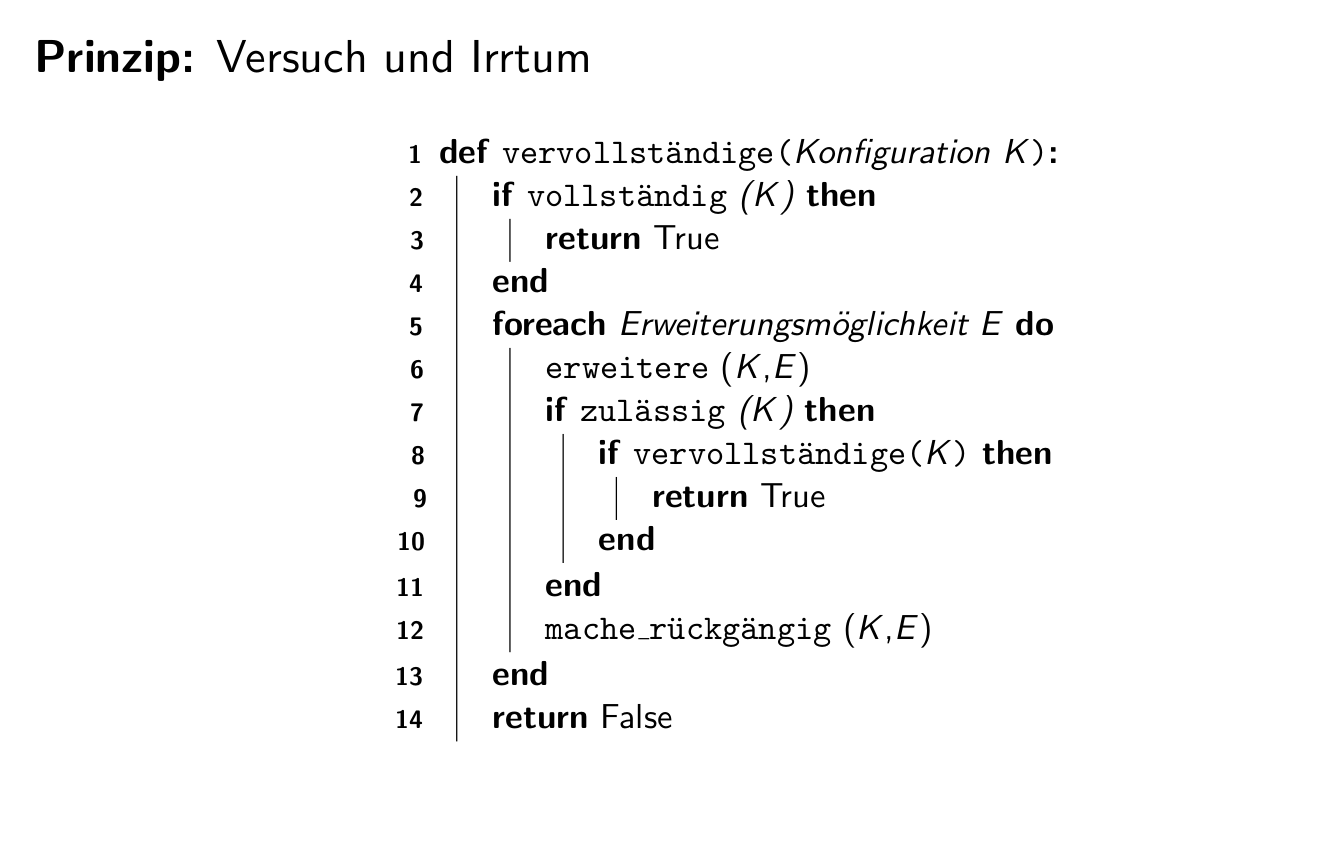 Prinzip: Versuch und Irrtum
1 def vervollständige(Konfiguration K):
2 if vollständig (K) then
3 return True
4 end
5 foreach Erweiterungsmöglichkeit E do
6 erweitere (K,E)
7 if zulässig (K) then
8 if vervollständige(K) then
9 return True
10 end
11 end
12 mache_rückgängig (K,E)
13 end
14 return False